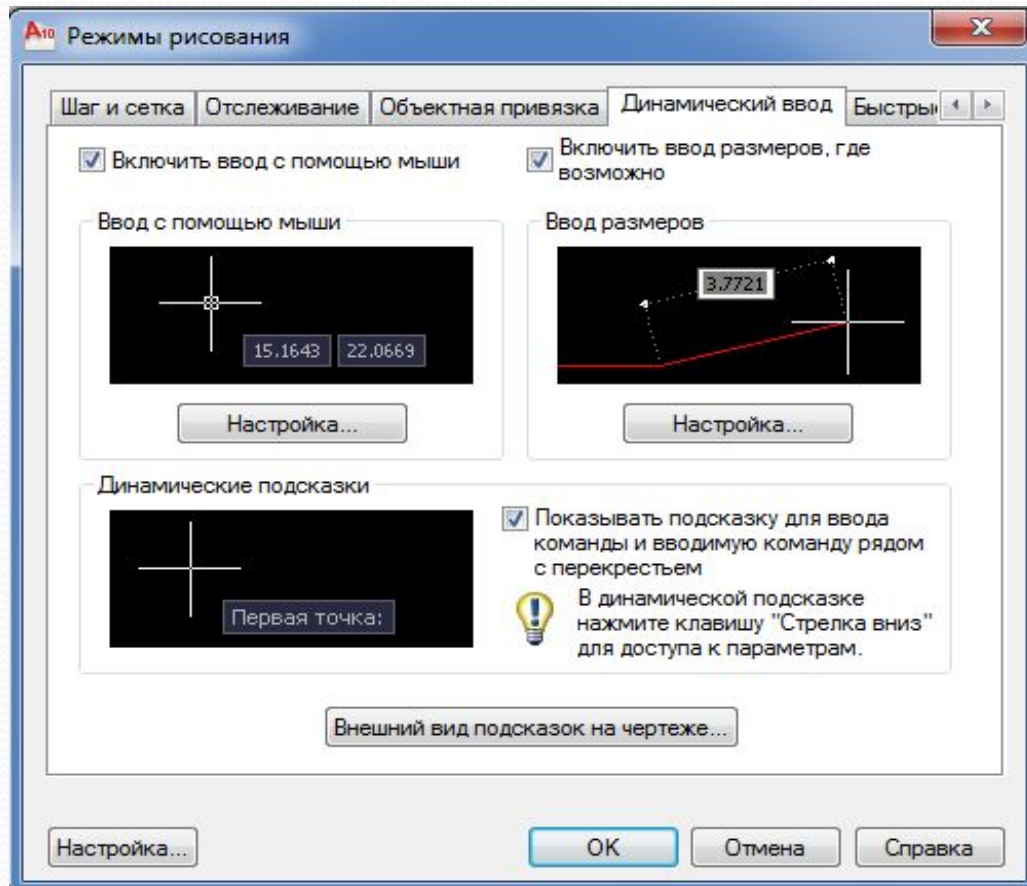 A10 Режимы рисования
Шаг и сетка Отслеживание Объектная привязка Динамический ввод Быстры
Включить ввод с помощью мыши
Включить ввод размеров, где
возможно
Ввод с помощью мыши
15.1643 22.0669
Настройка...
Ввод размеров
3.7721
Настройка...
Динамические подсказки
Первая точка:
Показывать подсказку для ввода
команды и вводимую команду рядом
с перекрестьем
В динамической подсказке
нажмите клавишу "Стрелка вниз"
для доступа к параметрам.
Внешний вид подсказок на чертеже...
Настройка... OK Отмена Справка